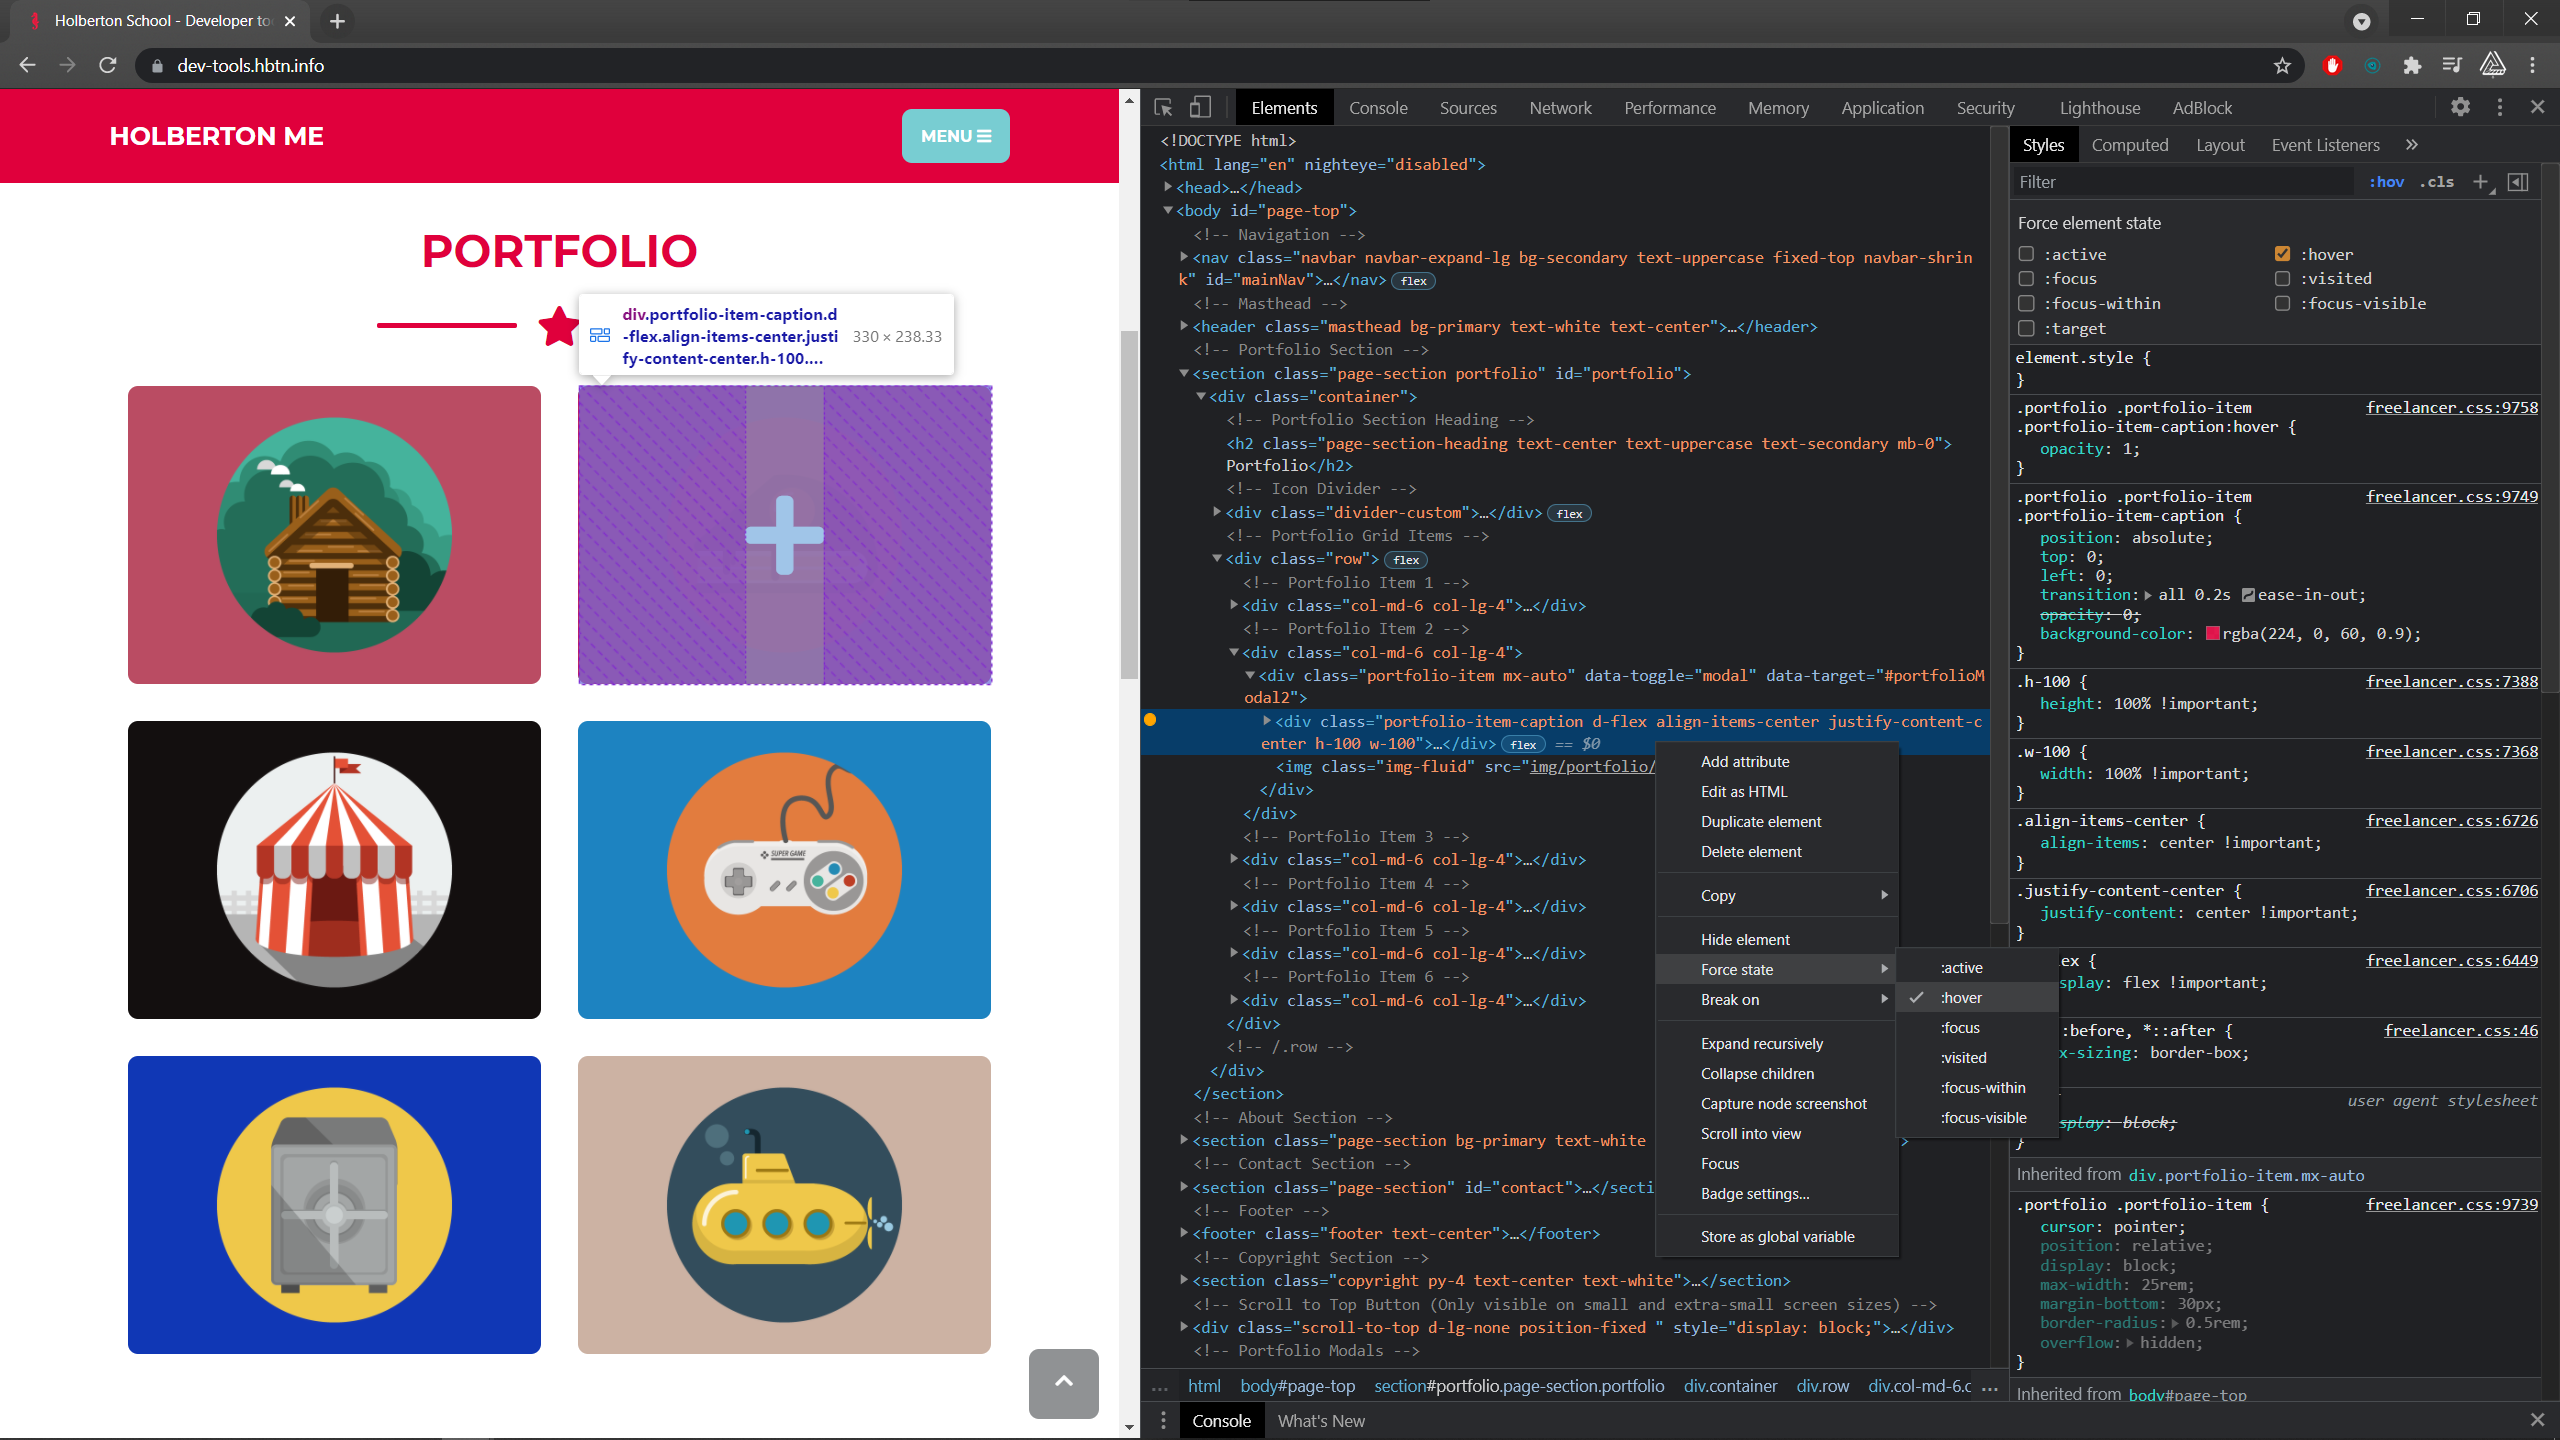 Holberton School - Developer to
dev-tools.hbtn.info
HOLBERTON ME
MENU
PORTFOLIO
div.portfolio-item-caption.d
-flex.align-items-center.justi
fy-content-center.h-100....
330 × 238.33
SUPER GAME
Elements Console Sources Network Performance Memory Application Security Lighthouse AdBlock
<!DOCTYPE html>
<html lang="en" nighteye="disabled">
<head>…</head>
<body id="page-top">
<!-- Navigation -->
<nav class="navbar navbar-expand-lg bg-secondary text-uppercase fixed-top navbar-shrin
k" id="mainNav">…</nav> flex
<!-- Masthead -->
<header class="masthead bg-primary text-white text-center">…</header>
<!-- Portfolio Section -->
<section class="page-section portfolio" id="portfolio">
<div class="container">
<!-- Portfolio Section Heading -->
<h2 class="page-section-heading text-center text-uppercase text-secondary mb-0">
Portfolio</h2>
<!-- Icon Divider -->
<div class="divider-custom">…</div> flex
<!-- Portfolio Grid Items -->
<div class="row"> flex
<!-- Portfolio Item 1 -->
<div class="col-md-6 col-lg-4">…</div>
<!-- Portfolio Item 2 -->
<div class="col-md-6 col-lg-4">
<div class="portfolio-item mx-auto" data-toggle="modal" data-target="#portfolioM
odal2">
<div class="portfolio-item-caption d-flex align-items-center justify-content-c
enter h-100 w-100">…</div> flex == $0
<img class="img-fluid" src="img/portfolio/
</div>
</div>
<!-- Portfolio Item 3 -->
<div class="col-md-6 col-lg-4">…</div>
<!-- Portfolio Item 4 -->
<div class="col-md-6 col-lg-4">…</div>
<!-- Portfolio Item 5 -->
<div class="col-md-6 col-lg-4">…</div>
<!-- Portfolio Item 6 -->
<div class="col-md-6 col-lg-4">…</div>
</div>
<!-- /.row -->
</div>
</section>
<!-- About Section -->
<section class="page-section bg-primary text-white >
<!-- Contact Section -->
<section class="page-section" id="contact">…</secti
<!-- Footer -->
<footer class="footer text-center">…</footer>
<!-- Copyright Section -->
<section class="copyright py-4 text-center text-white">…</section>
<!-- Scroll to Top Button (Only visible on small and extra-small screen sizes) -->
<div class="scroll-to-top d-lg-none position-fixed " style="display: block;">…</div>
<!-- Portfolio Modals -->
Add attribute
Edit as HTML
Duplicate element
Delete element
Copy
Hide element
Force state
Break on
Expand recursively
Collapse children
Capture node screenshot
Scroll into view
Focus
Badge settings...
Store as global variable
:active
:hover
:focus
:visited
:focus-within
:focus-visible
... html body#page-top section#portfolio.page-section.portfolio div.container div.row div.col-md-6.c ...
Console What's New
Styles Computed Layout Event Listeners
Filter :hov .cls
Force element state
:active :hover
:focus :visited
:focus-within :focus-visible
:target
element.style {
}
.portfolio .portfolio-item freelancer.css:9758
.portfolio-item-caption:hover {
opacity: 1;
}
.portfolio .portfolio-item freelancer.css:9749
.portfolio-item-caption {
position: absolute;
top: 0;
left: 0;
transition: all 0.2s ease-in-out;
opacity: 0;
background-color: rgba(224, 0, 60, 0.9);
}
.h-100 { freelancer.css:7388
height: 100% !important;
}
.w-100 { freelancer.css:7368
width: 100% !important;
}
.align-items-center { freelancer.css:6726
align-items: center !important;
}
.justify-content-center { freelancer.css:6706
justify-content: center !important;
}
ex { freelancer.css:6449
splay: flex !important;
:before, *::after { freelancer.css:46
x-sizing: border-box;
user agent stylesheet
splay: block;
}
Inherited from div.portfolio-item.mx-auto
.portfolio .portfolio-item { freelancer.css:9739
cursor: pointer;
position: relative;
display: block;
max-width: 25rem;
margin-bottom: 30px;
border-radius: 0.5rem;
overflow: hidden;
}
Inherited from body#page-top